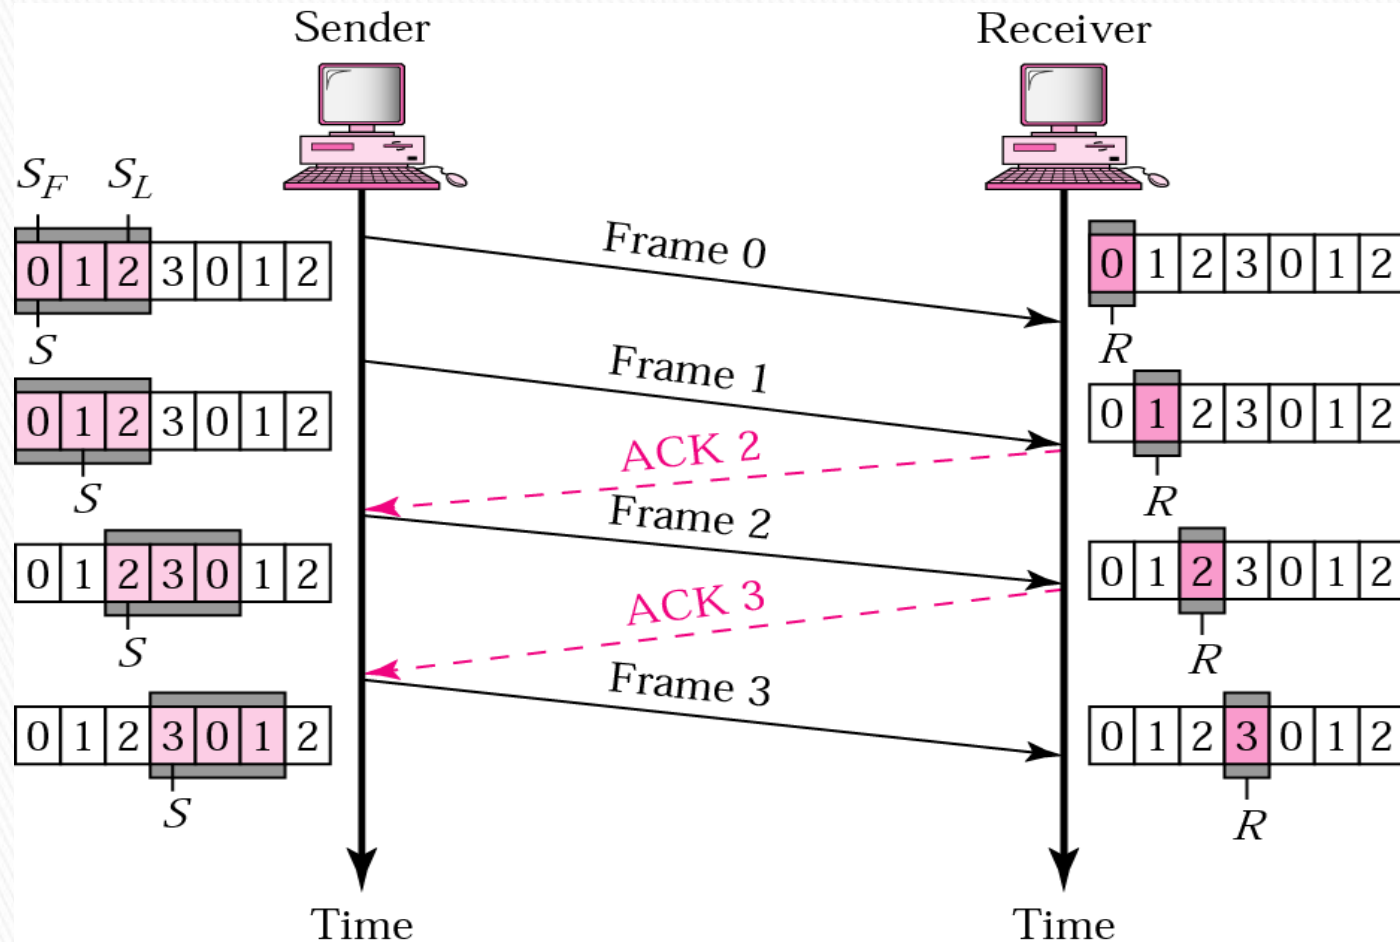 Sender
Receiver
S_F S_L
0 1 2 3 0 1 2
S
Frame 0
0 1 2 3 0 1 2
R
0 1 2 3 0 1 2
S
Frame 1
ACK 2
0 1 2 3 0 1 2
R
0 1 2 3 0 1 2
S
Frame 2
ACK 3
0 1 2 3 0 1 2
R
0 1 2 3 0 1 2
S
Frame 3
0 1 2 3 0 1 2
R
Time
Time